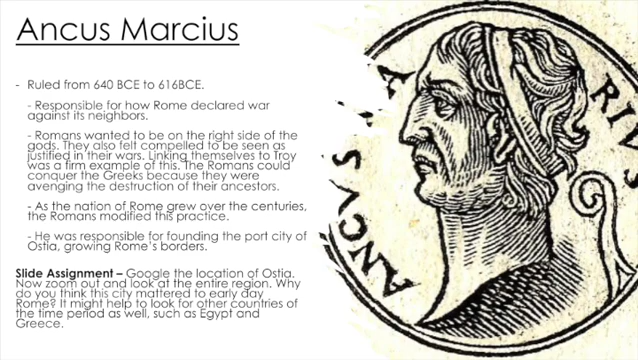 Ancus Marcius
- Ruled from 640 BCE to 616BCE.
- Responsible for how Rome declared war
against its neighbors.
- Romans wanted to be on the right side of the
gods. They also felt compelled to be seen as
justified in their wars. Linking themselves to Troy
was a firm example of this. The Romans could
conquer the Greeks because they were
avenging the destruction of their ancestors.
- As the nation of Rome grew over the centuries,
the Romans modified this practice.
- He was responsible for founding the port city of
Ostia, growing Rome's borders.
Slide Assignment – Google the location of Ostia.
Now zoom out and look at the entire region. Why
do you think this city mattered to early day
Rome? It might help to look for other countries of
the time period as well, such as Egypt and
Greece.
ANCVS
RIVS